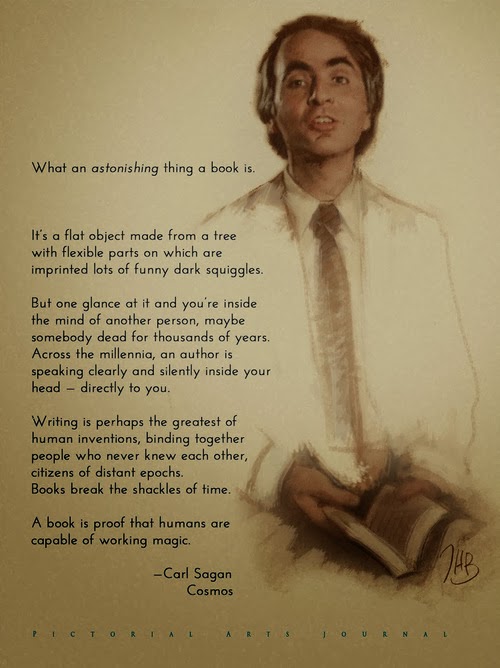 What an astonishing thing a book is.
It's a flat object made from a tree
with flexible parts on which are
imprinted lots of funny dark squiggles.
But one glance at it and you're inside
the mind of another person, maybe
somebody dead for thousands of years.
Across the millennia, an author is
speaking clearly and silently inside your
head – directly to you.
Writing is perhaps the greatest of
human inventions, binding together
people who never knew each other,
citizens of distant epochs.
Books break the shackles of time.
A book is proof that humans are
capable of working magic.
—Carl Sagan
Cosmos
PICTORIAL ARTS JOURNAL